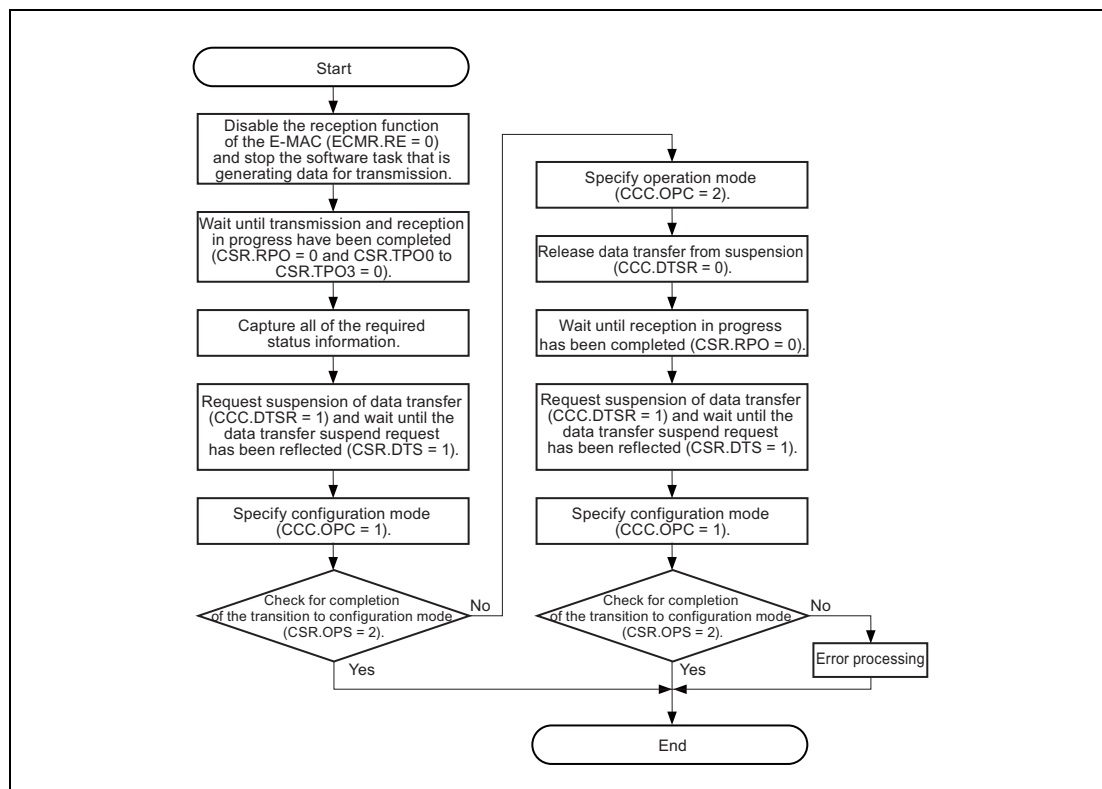 Start
Disable the reception function
of the E-MAC (ECMR.RE = 0)
and stop the software task that is
generating data for transmission.
Wait until transmission and reception
in progress have been completed
(CSR.RPO = 0 and CSR.TPO0 to
CSR.TPO3 = 0).
Capture all of the required
status information.
Request suspension of data transfer
(CCC.DTSR = 1) and wait until the
data transfer suspend request
has been reflected (CSR.DTS = 1).
Specify configuration mode
(CCC.OPC = 1).
Check for completion
of the transition to configuration mode
(CSR.OPS = 2).
No
Yes
Specify operation mode
(CCC.OPC = 2).
Release data transfer from suspension
(CCC.DTSR = 0).
Wait until reception in progress
has been completed (CSR.RPO = 0).
Request suspension of data transfer
(CCC.DTSR = 1) and wait until the
data transfer suspend request
has been reflected (CSR.DTS = 1).
Specify configuration mode
(CCC.OPC = 1).
Check for completion
of the transition to configuration mode
(CSR.OPS = 2).
No
Error processing
Yes
End